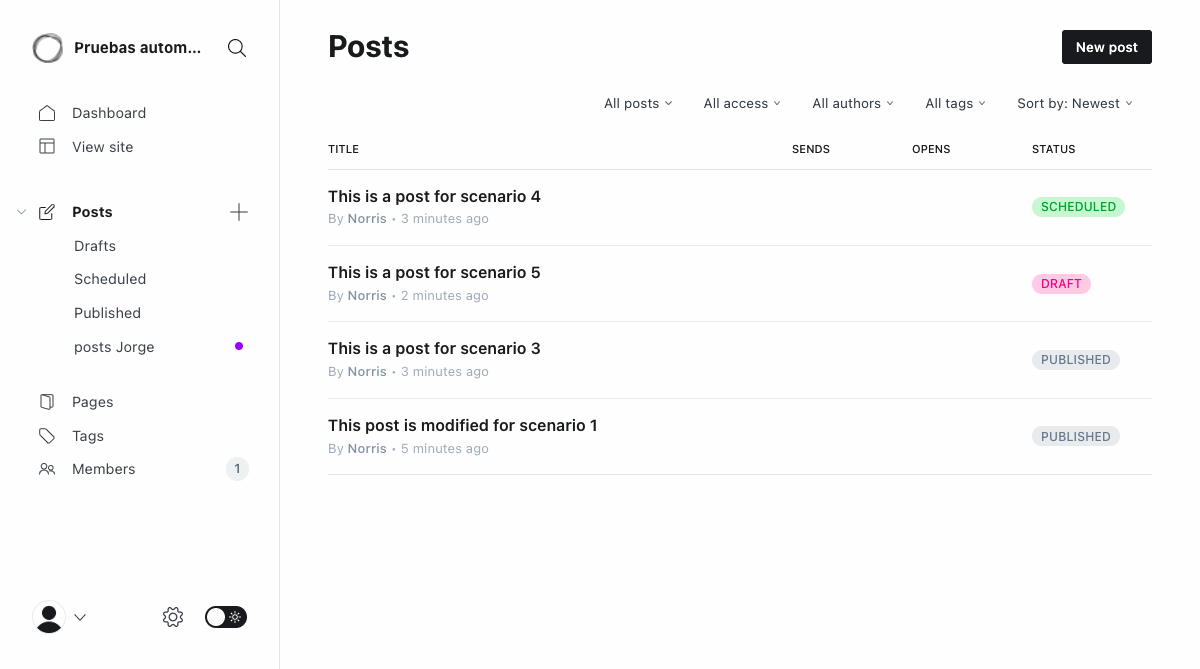 Pruebas autom...
Dashboard
View site
Posts
Drafts
Scheduled
Published
posts Jorge
Pages
Tags
Members 1
Posts
New post
All posts All access All authors All tags Sort by: Newest
TITLE SENDS OPENS STATUS
This is a post for scenario 4
By Norris • 3 minutes ago
SCHEDULED
This is a post for scenario 5
By Norris • 2 minutes ago
DRAFT
This is a post for scenario 3
By Norris • 3 minutes ago
PUBLISHED
This post is modified for scenario 1
By Norris • 5 minutes ago
PUBLISHED